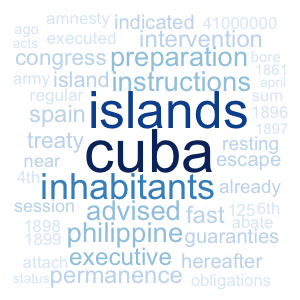 amnesty indicated 41000000
ago
acts executed intervention
congress preparation bore
army island instructions 1861
april
regular islands sum
spain 1896
1897
treaty cuba resting
near escape
4th inhabitants already
session advised fast 125 6th
1898 philippine abate
1899 guaranties
attach executive hereafter
status permanence obligations